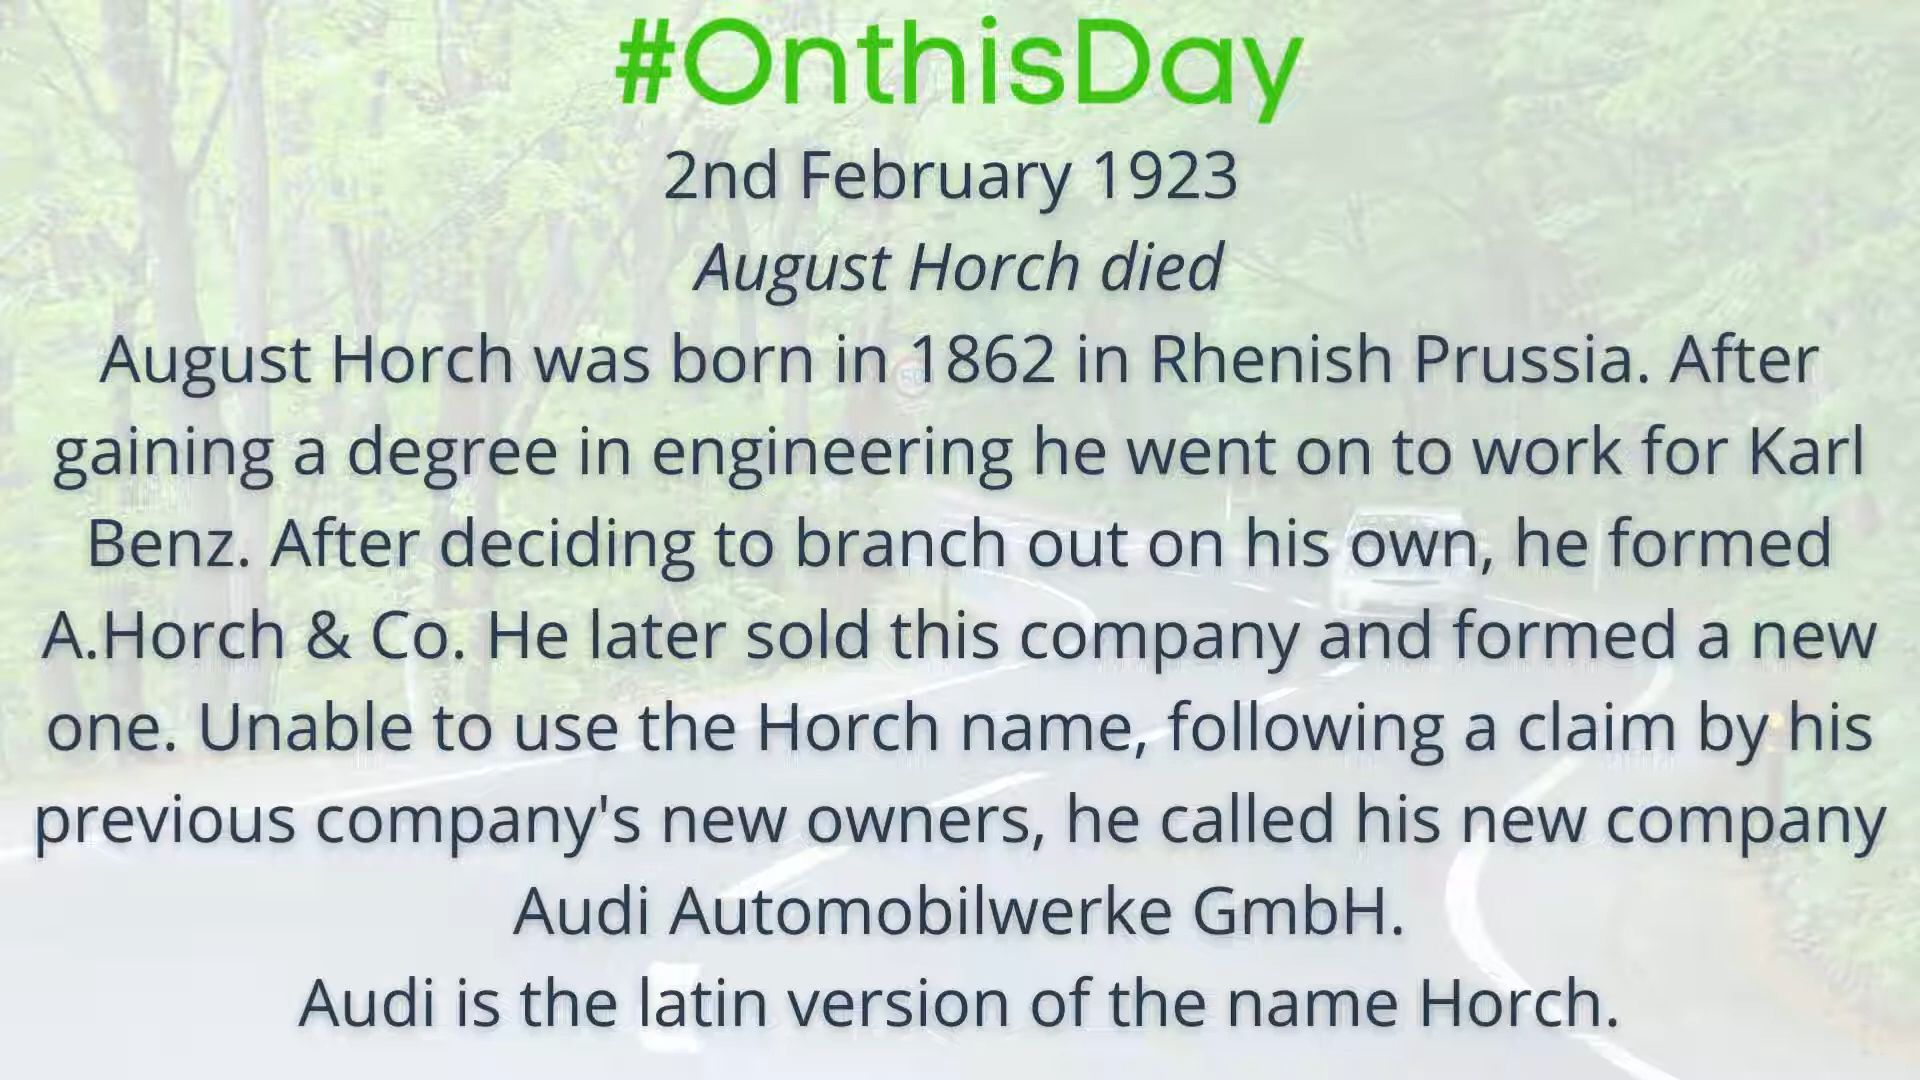 #OnthisDay
2nd February 1923
August Horch died
August Horch was born in 1862 in Rhenish Prussia. After
gaining a degree in engineering he went on to work for Karl
Benz. After deciding to branch out on his own, he formed
A.Horch & Co. He later sold this company and formed a new
one. Unable to use the Horch name, following a claim by his
previous company's new owners, he called his new company
Audi Automobilwerke GmbH.
Audi is the latin version of the name Horch.